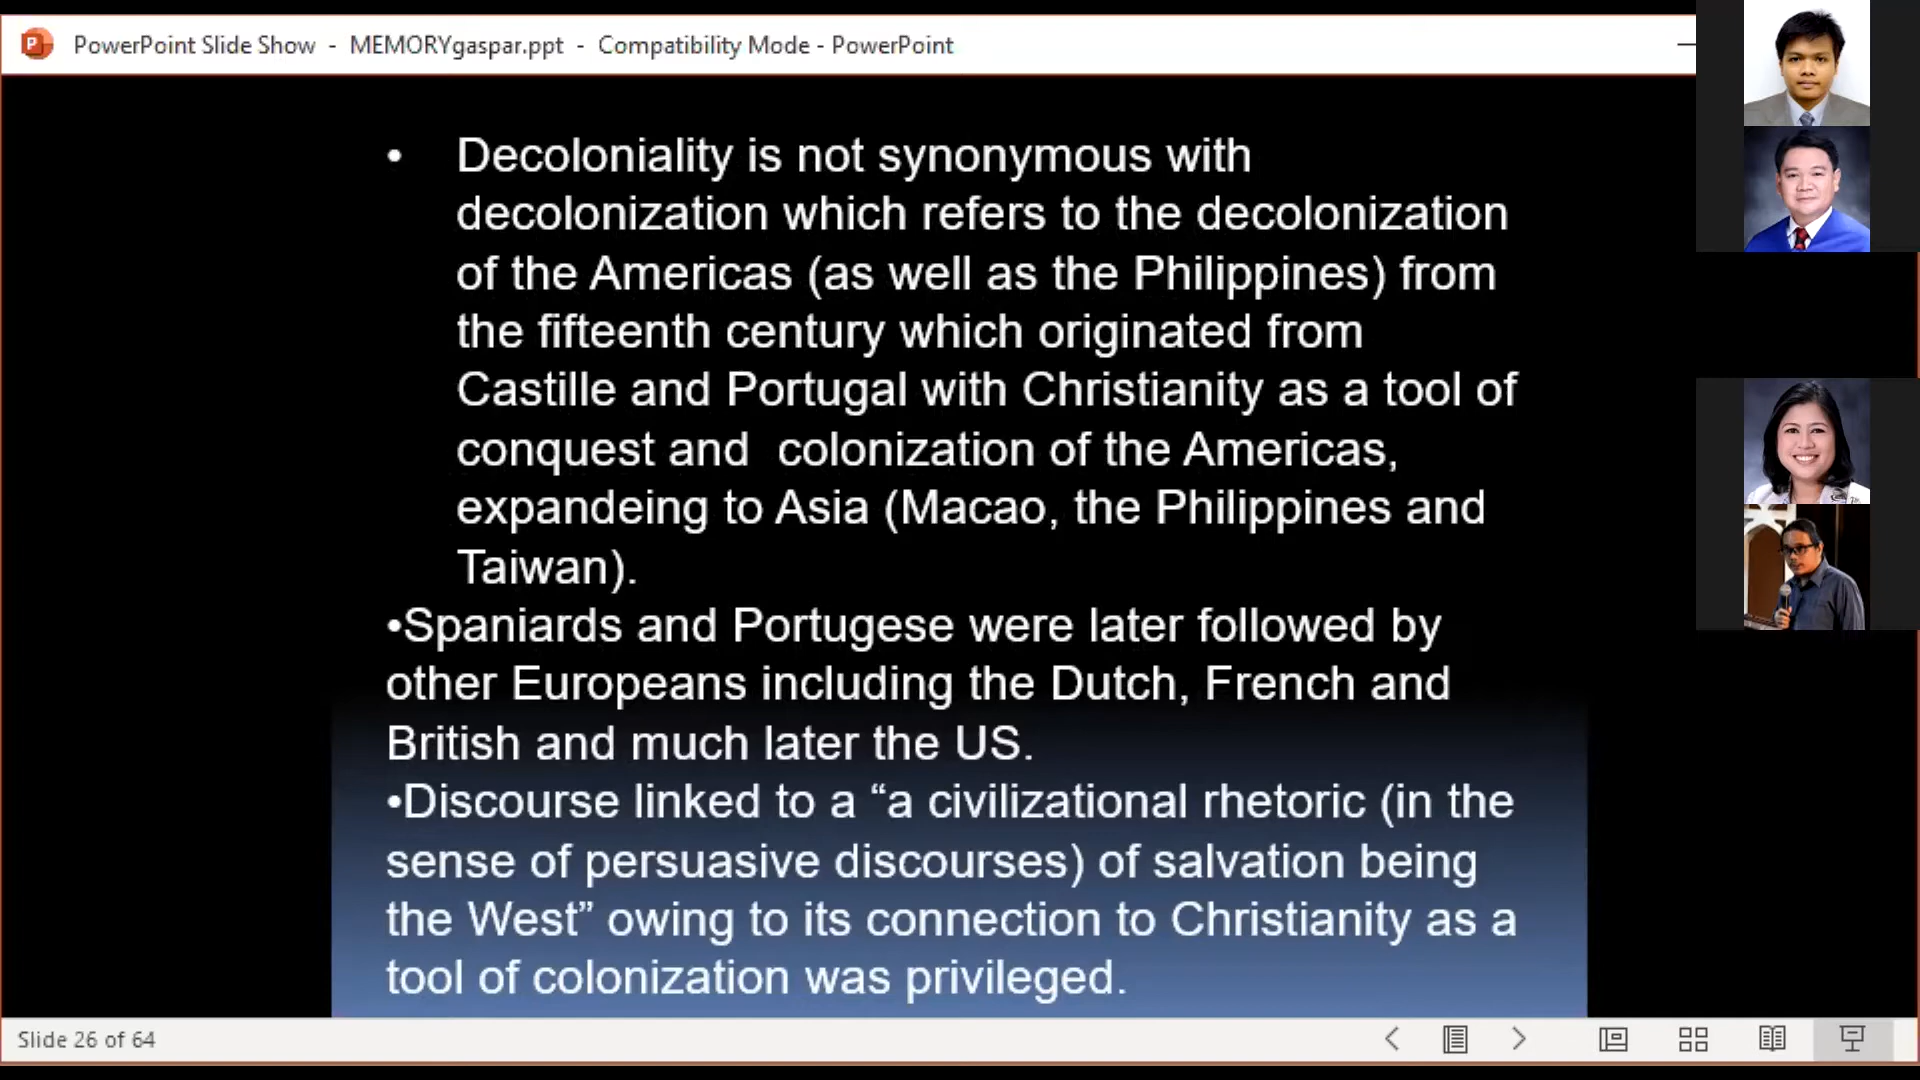 PowerPoint Slide Show - MEMORYgaspar.ppt - Compatibility Mode - PowerPoint
• Decoloniality is not synonymous with
decolonization which refers to the decolonization
of the Americas (as well as the Philippines) from
the fifteenth century which originated from
Castille and Portugal with Christianity as a tool of
conquest and colonization of the Americas,
expandeing to Asia (Macao, the Philippines and
Taiwan).
•Spaniards and Portugese were later followed by
other Europeans including the Dutch, French and
British and much later the US.
•Discourse linked to a “a civilizational rhetoric (in the
sense of persuasive discourses) of salvation being
the West” owing to its connection to Christianity as a
tool of colonization was privileged.
Slide 26 of 64